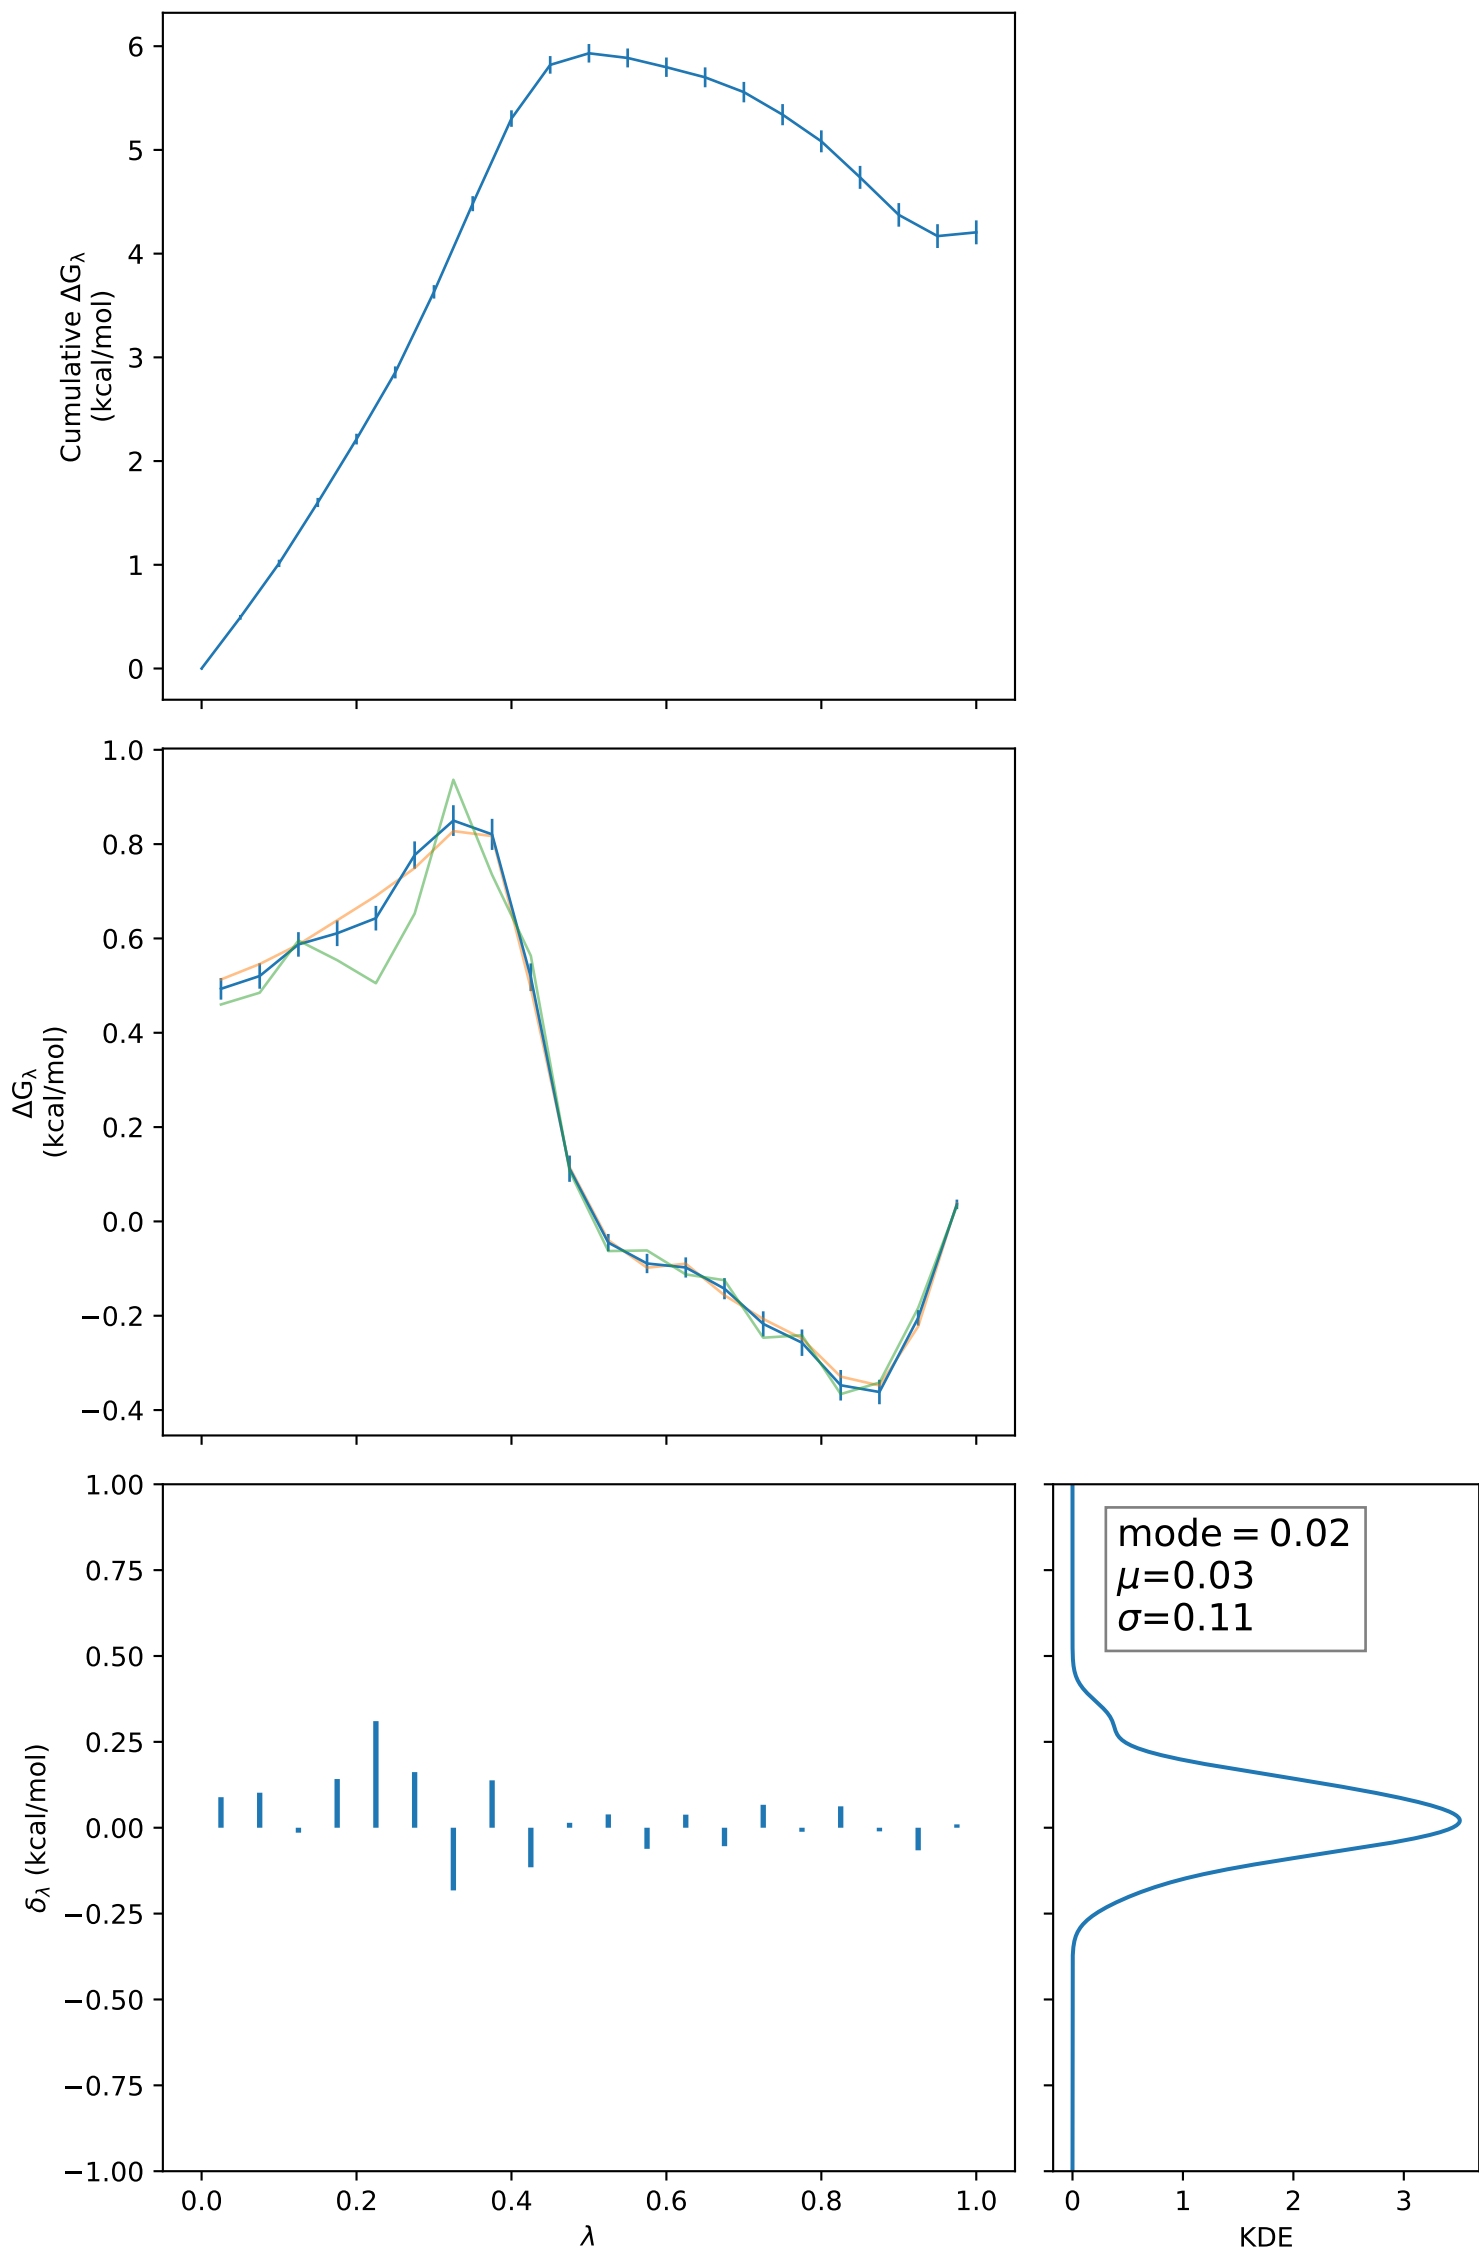 6
5
4
3
2
1
0
Cumulative ΔGλ
(kcal/mol)
1.0
0.8
0.6
0.4
0.2
0.0
−0.2
−0.4
ΔGλ
(kcal/mol)
1.00
0.75
0.50
0.25
0.00
−0.25
−0.50
−0.75
−1.00
δλ (kcal/mol)
0.0 0.2 0.4 0.6 0.8 1.0
λ
mode = 0.02
μ=0.03
σ=0.11
0 1 2 3
KDE